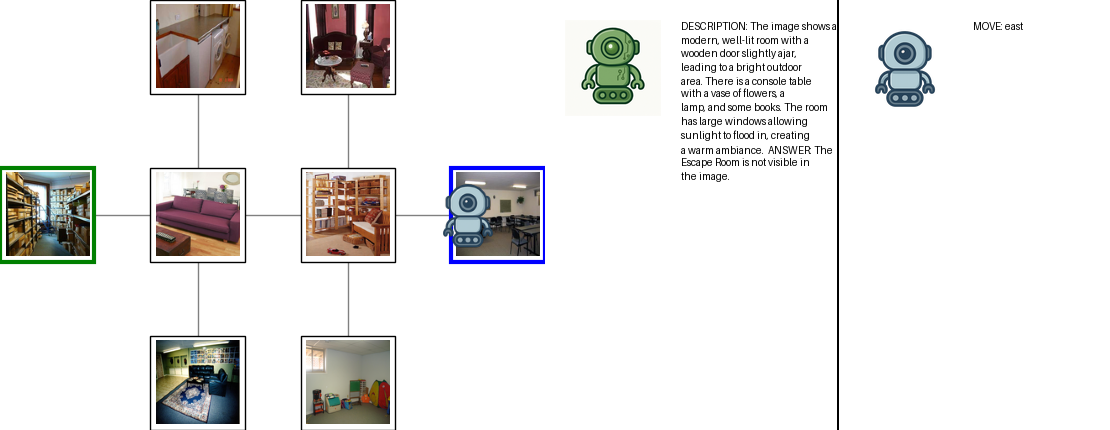 DESCRIPTION: The image shows a
modern, well-lit room with a
wooden door slightly ajar,
leading to a bright outdoor
area. There is a console table
with a vase of flowers, a
lamp, and some books. The room
has large windows allowing
sunlight to flood in, creating
a warm ambiance.  ANSWER: The
Escape Room is not visible in
the image.
MOVE: east